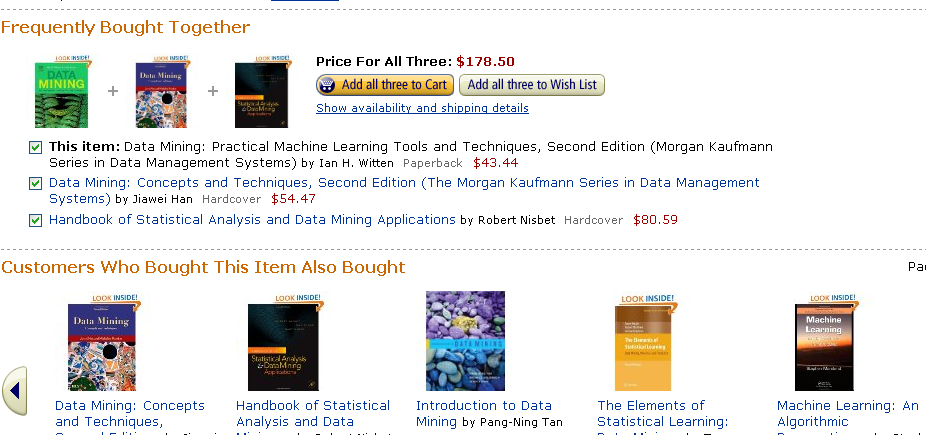 Frequently Bought Together
LOOK INSIDE! LOOK INSIDE! LOOK INSIDE!
DATA MINING
Data Mining
Statistical Analysis & Data Mining Applications
+ +
Price For All Three: $178.50
Add all three to Cart Add all three to Wish List
Show availability and shipping details
This item: Data Mining: Practical Machine Learning Tools and Techniques, Second Edition (Morgan Kaufmann
Series in Data Management Systems) by Ian H. Witten Paperback $43.44
Data Mining: Concepts and Techniques, Second Edition (The Morgan Kaufmann Series in Data Management
Systems) by Jiawei Han Hardcover $54.47
Handbook of Statistical Analysis and Data Mining Applications by Robert Nisbet Hardcover $80.59
Customers Who Bought This Item Also Bought
LOOK INSIDE! LOOK INSIDE! LOOK INSIDE! LOOK INSIDE!
Data Mining
Statistical Analysis & Data Mining Applications
DATA MINING
The Elements of Statistical Learning
Machine Learning
Data Mining: Concepts Handbook of Statistical Introduction to Data The Elements of Machine Learning: An
and Techniques, Analysis and Data Mining by Pang-Ning Tan Statistical Learning: Algorithmic